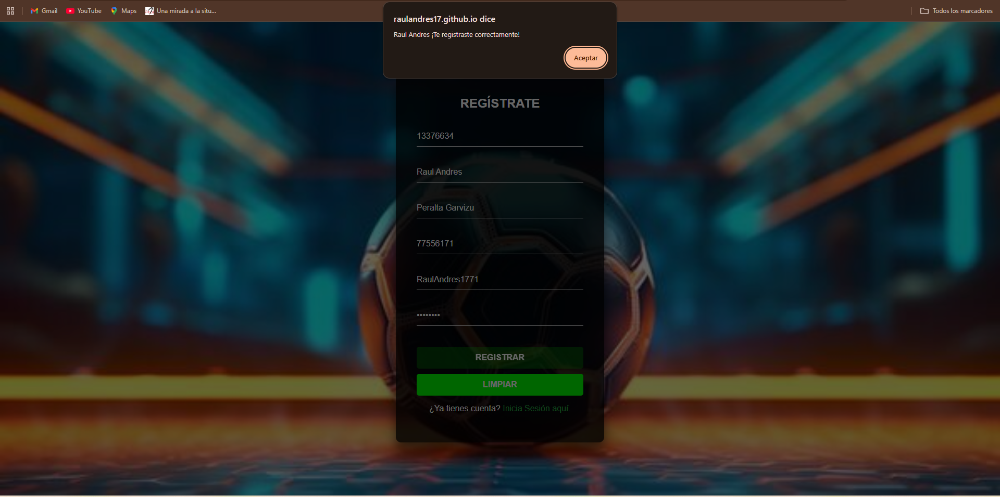 Gmail
YouTube
Maps
Una mirada a la situ...
Todos los marcadores
raulandres17.github.io dice
Raul Andres ¡Te registraste correctamente!
Aceptar
REGÍSTRATE
13376634
Raul Andres
Peralta Garvizu
77556171
RaulAndres1771
••••••••
REGISTRAR
LIMPIAR
¿Ya tienes cuenta? Inicia Sesión aquí.